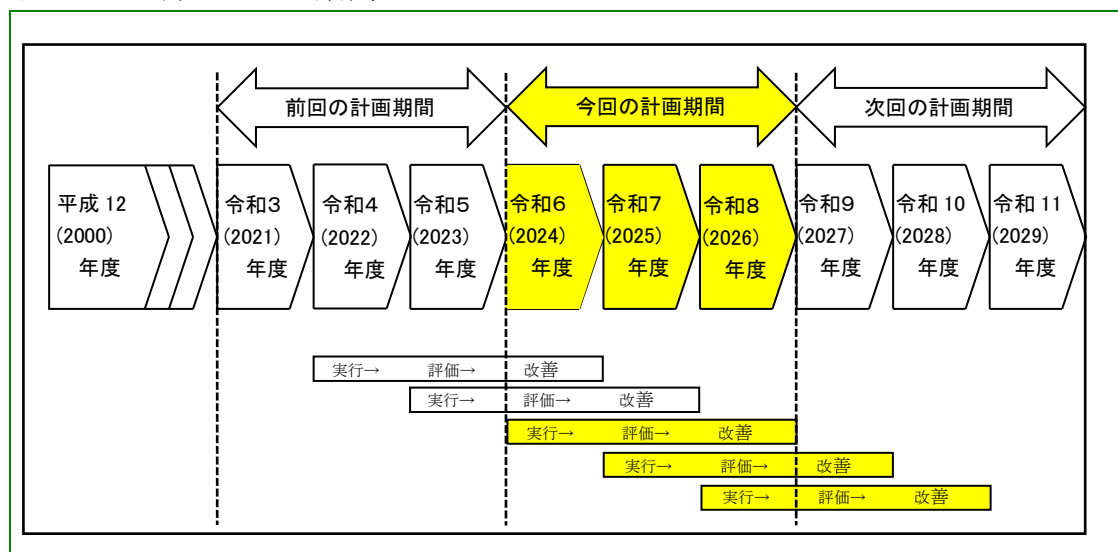 前回の計画期間
今回の計画期間
次回の計画期間
平成 12
(2000)
年度
令和3
(2021)
年度
令和4
(2022)
年度
令和5
(2023)
年度
令和6
(2024)
年度
令和7
(2025)
年度
令和8
(2026)
年度
令和9
(2027)
年度
令和 10
(2028)
年度
令和 11
(2029)
年度
実行→ 評価→ 改善
実行→ 評価→ 改善
実行→ 評価→ 改善
実行→ 評価→ 改善
実行→ 評価→ 改善